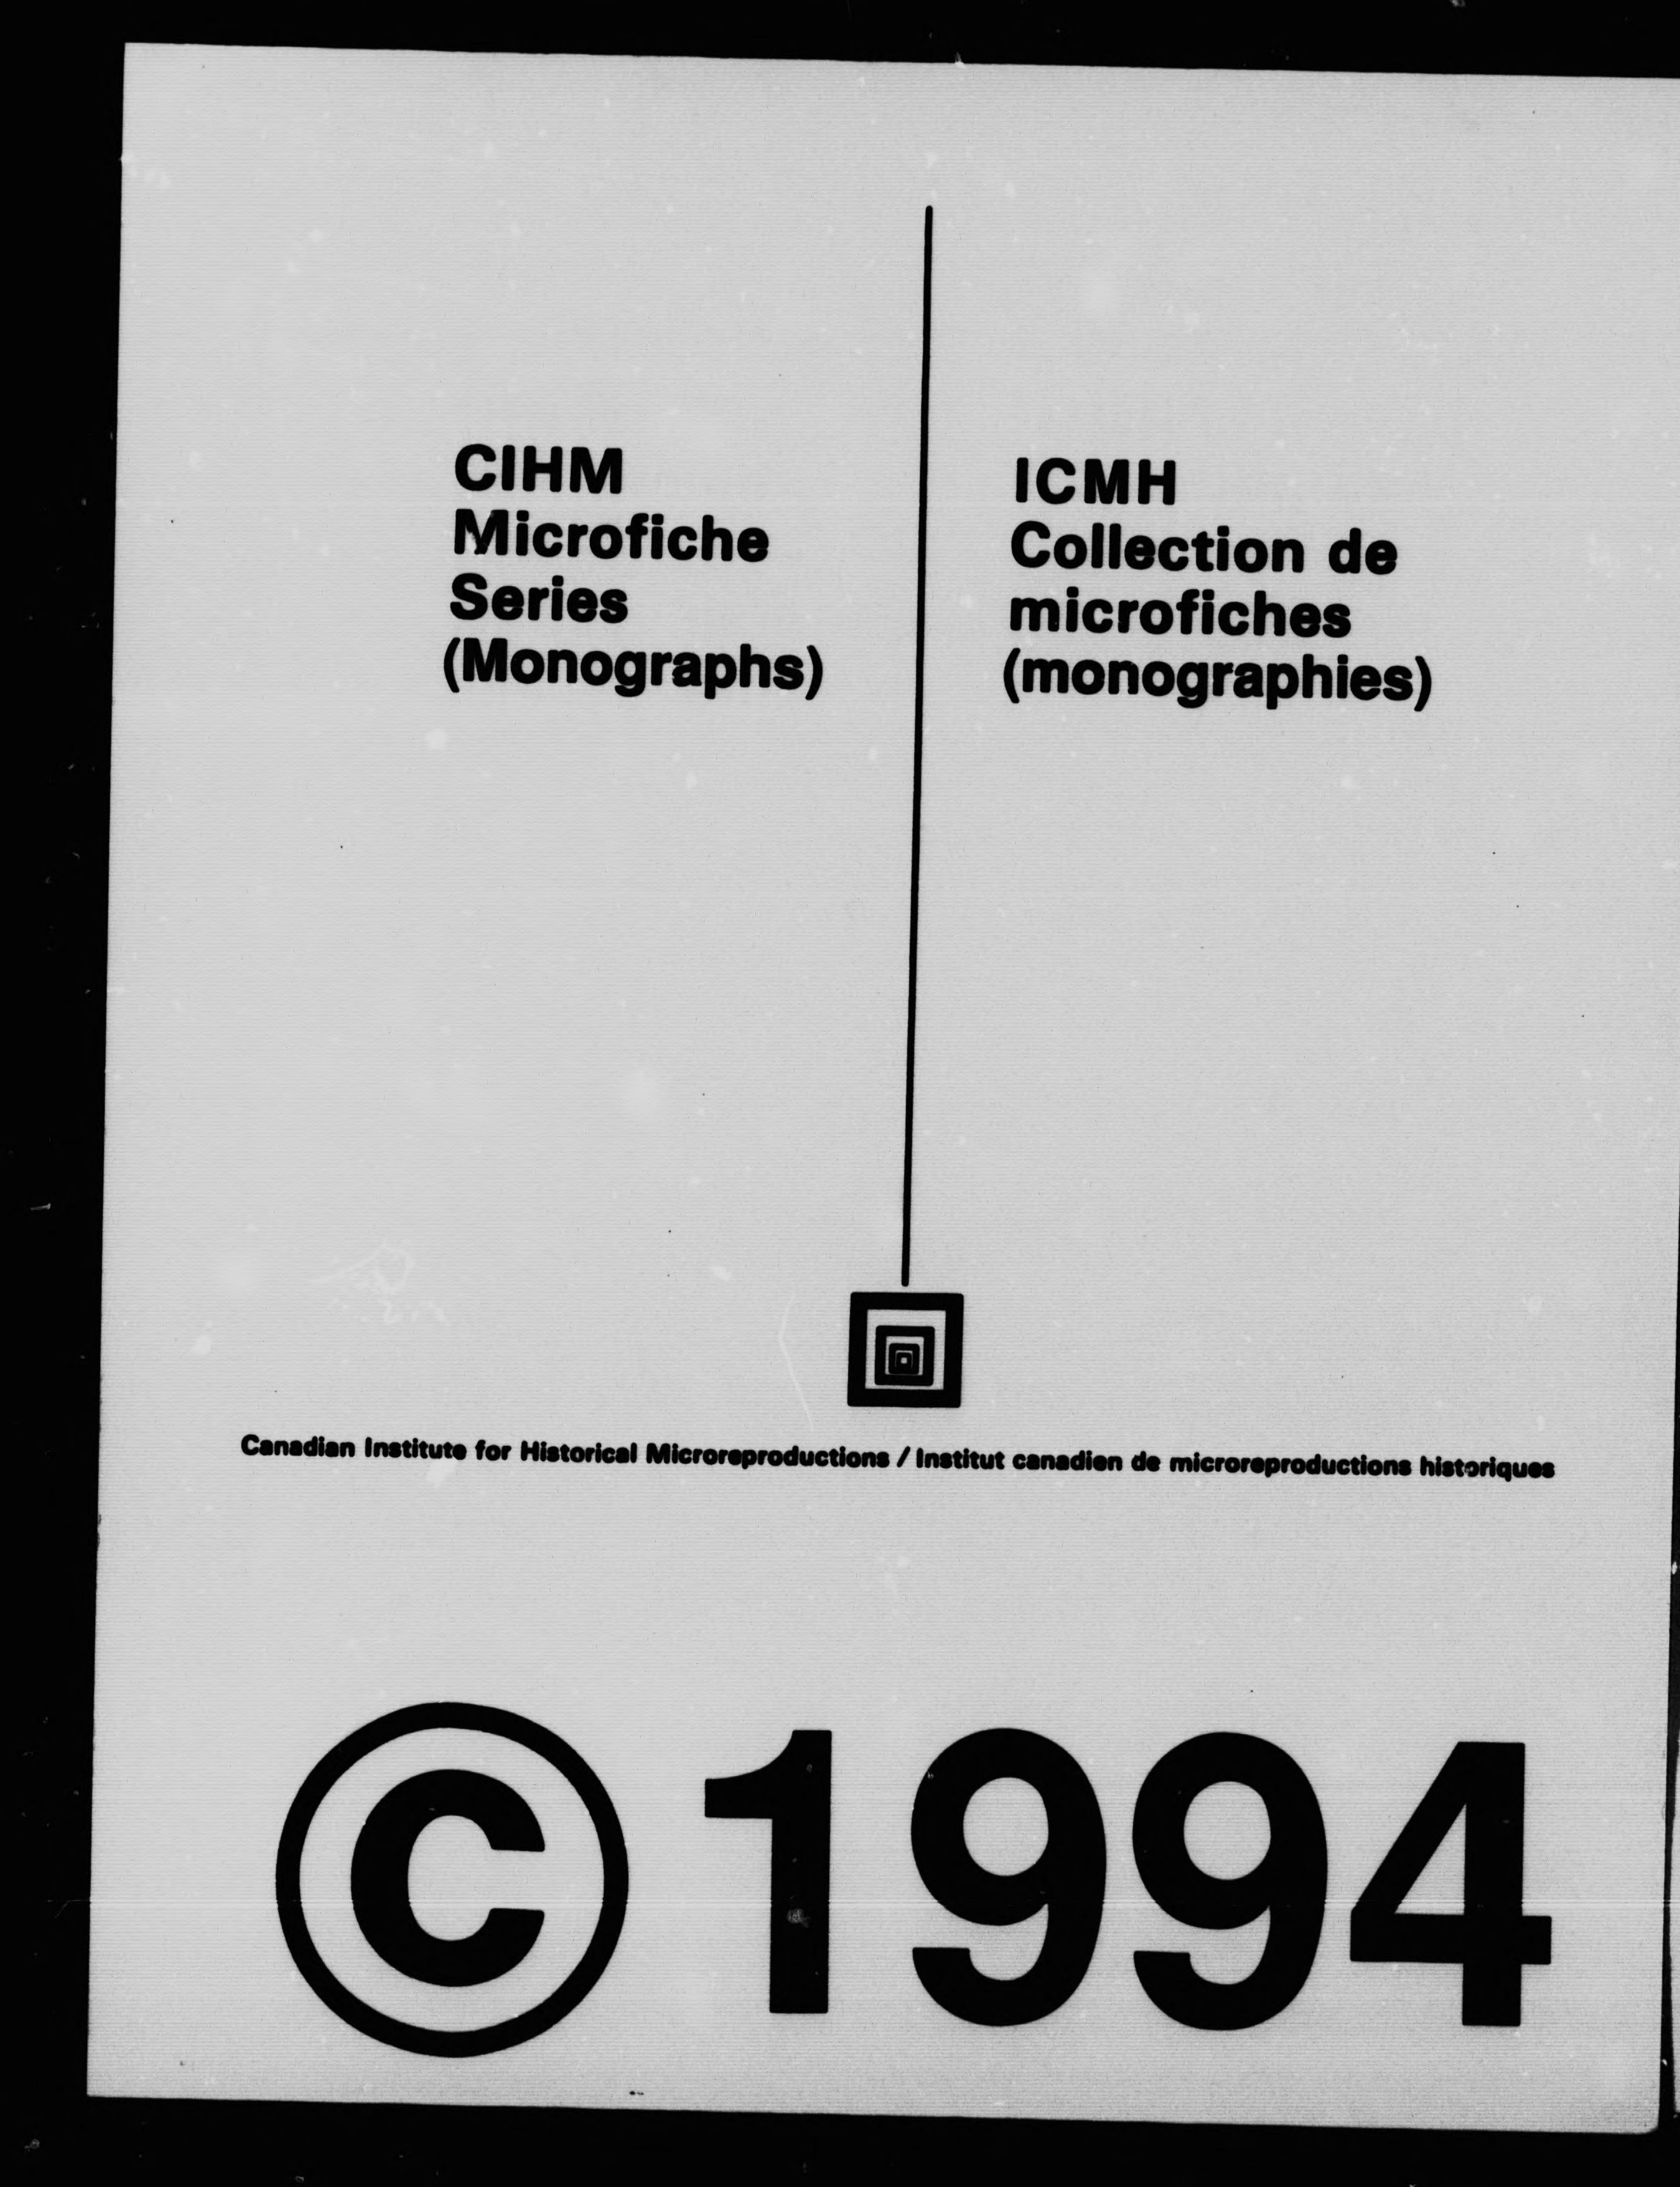 CIHM
Microfiche
Series
(Monographs)
ICMH
Collection de
microfiches
(monographies)
Canadian Institute for Historical Microreproductions / Institut canadien de microreproductions historiques
© 1994